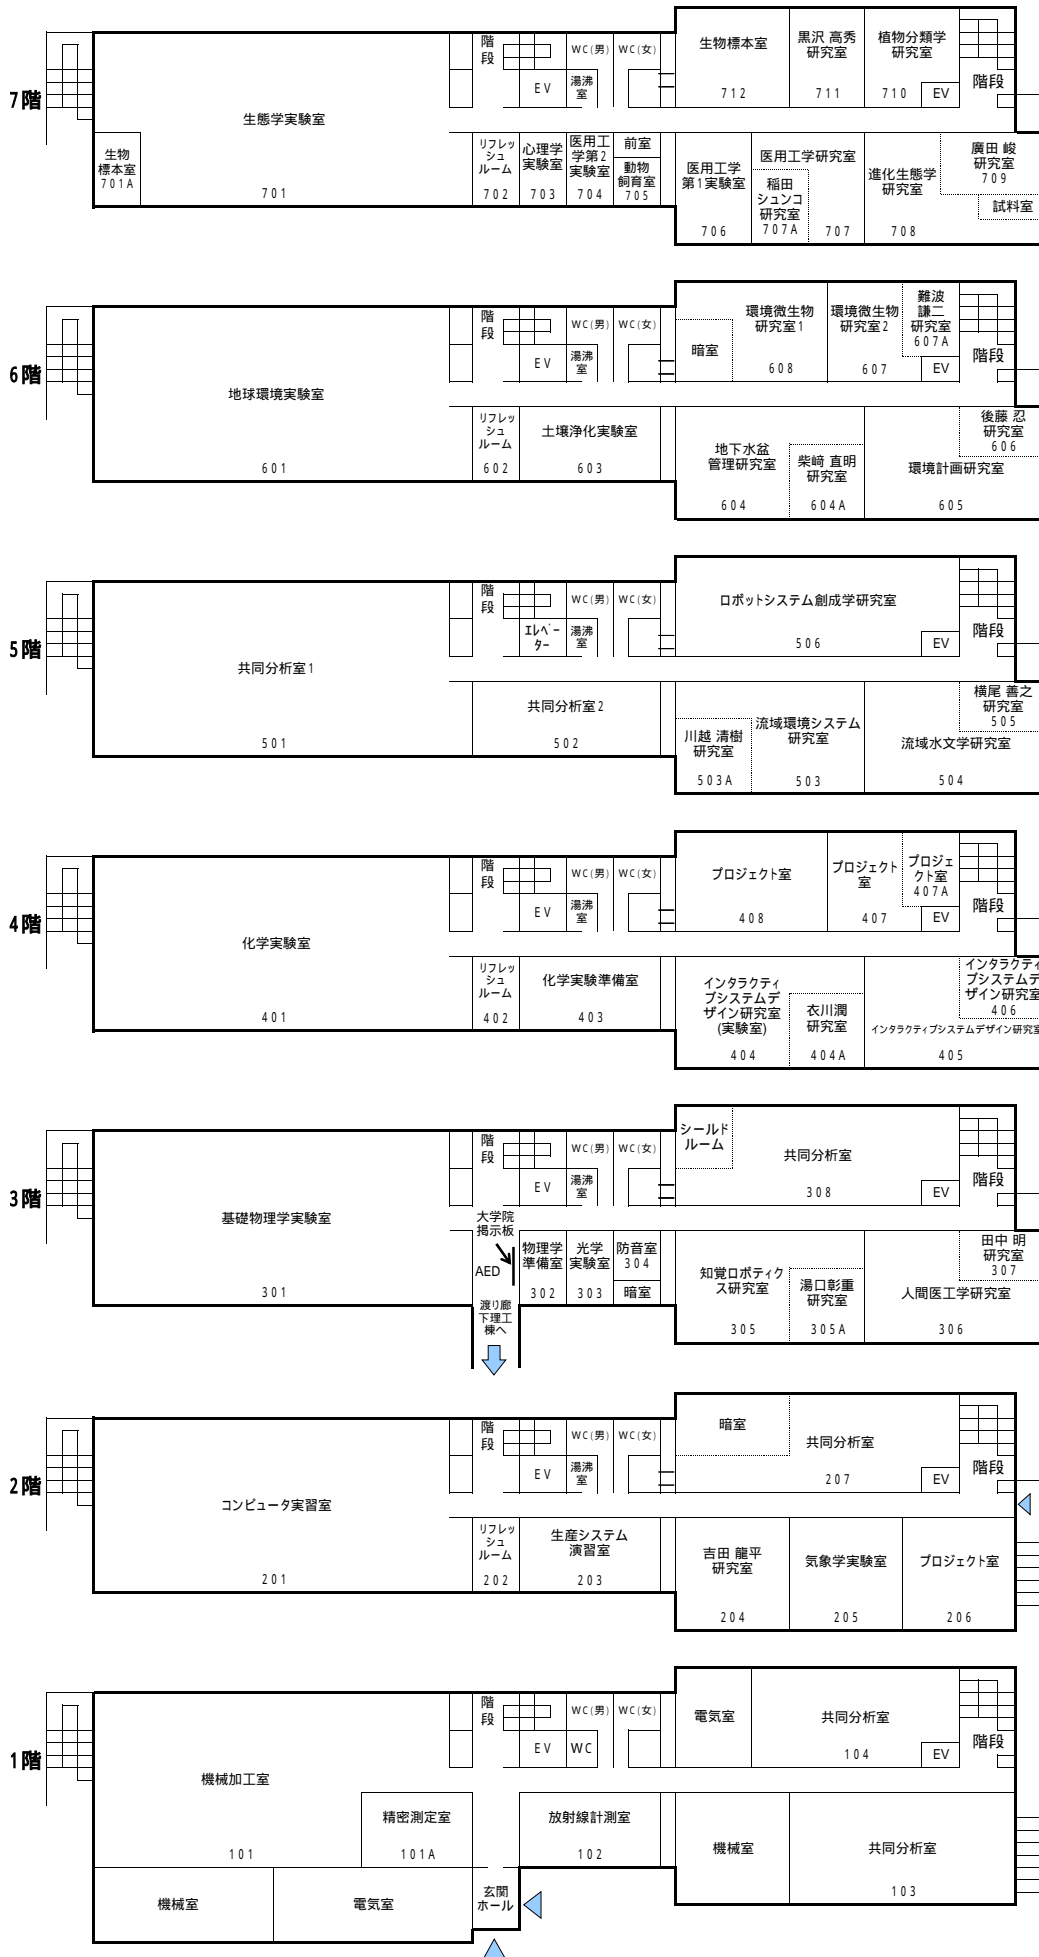 7階
階
段
WC(男)
WC(女)
EV
湯沸
室
生物標本室
712
黒沢 高秀
研究室
711
植物分類学
研究室
710
EV
階段
生態学実験室
701
生物
標本室
701A
リフレッ
シュ
ルーム
702
心理学
実験室
703
医用工
学第2
実験室
704
前室
動物
飼育室
705
医用工学
第1実験室
706
医用工学研究室
稲田
シュンコ
研究室
707A
707
進化生態学
研究室
708
廣田 峻
研究室
709
試料室
6階
階
段
WC(男)
WC(女)
EV
湯沸
室
暗室
環境微生物
研究室1
608
環境微生物
研究室2
607
難波
謙二
研究室
607A
EV
階段
地球環境実験室
601
リフレッ
シュ
ルーム
602
土壌浄化実験室
603
地下水盆
管理研究室
604
柴崎 直明
研究室
604A
後藤 忍
研究室
606
環境計画研究室
605
5階
階
段
WC(男)
WC(女)
エレベー
ター
湯沸
室
ロボットシステム創成学研究室
506
EV
階段
共同分析室1
501
共同分析室2
502
川越 清樹
研究室
503A
流域環境システム
研究室
503
横尾 善之
研究室
505
流域水文学研究室
504
4階
階
段
WC(男)
WC(女)
EV
湯沸
室
プロジェクト室
408
プロジェクト
室
407
プロジェ
クト室
407A
EV
階段
化学実験室
401
リフレッ
シュ
ルーム
402
化学実験準備室
403
インタラクティ
ブシステムデ
ザイン研究室
(実験室)
404
衣川潤
研究室
404A
インタラクティ
ブシステムデ
ザイン研究室
406
インタラクティブシステムデザイン研究室
405
3階
階
段
WC(男)
WC(女)
EV
湯沸
室
シールド
ルーム
共同分析室
308
EV
階段
基礎物理学実験室
301
大学院
掲示板
AED
渡り廊
下理工
棟へ
物理学
準備室
302
光学
実験室
303
防音室
304
暗室
知覚ロボティク
ス研究室
305
湯口彰重
研究室
305A
田中 明
研究室
307
人間医工学研究室
306
2階
階
段
WC(男)
WC(女)
EV
湯沸
室
暗室
共同分析室
207
EV
階段
コンピュータ実習室
201
リフレッ
シュ
ルーム
202
生産システム
演習室
203
吉田 龍平
研究室
204
気象学実験室
205
プロジェクト室
206
1階
階
段
WC(男)
WC(女)
EV
WC
電気室
共同分析室
104
EV
階段
機械加工室
101
精密測定室
101A
放射線計測室
102
機械室
共同分析室
103
機械室
電気室
玄関
ホール